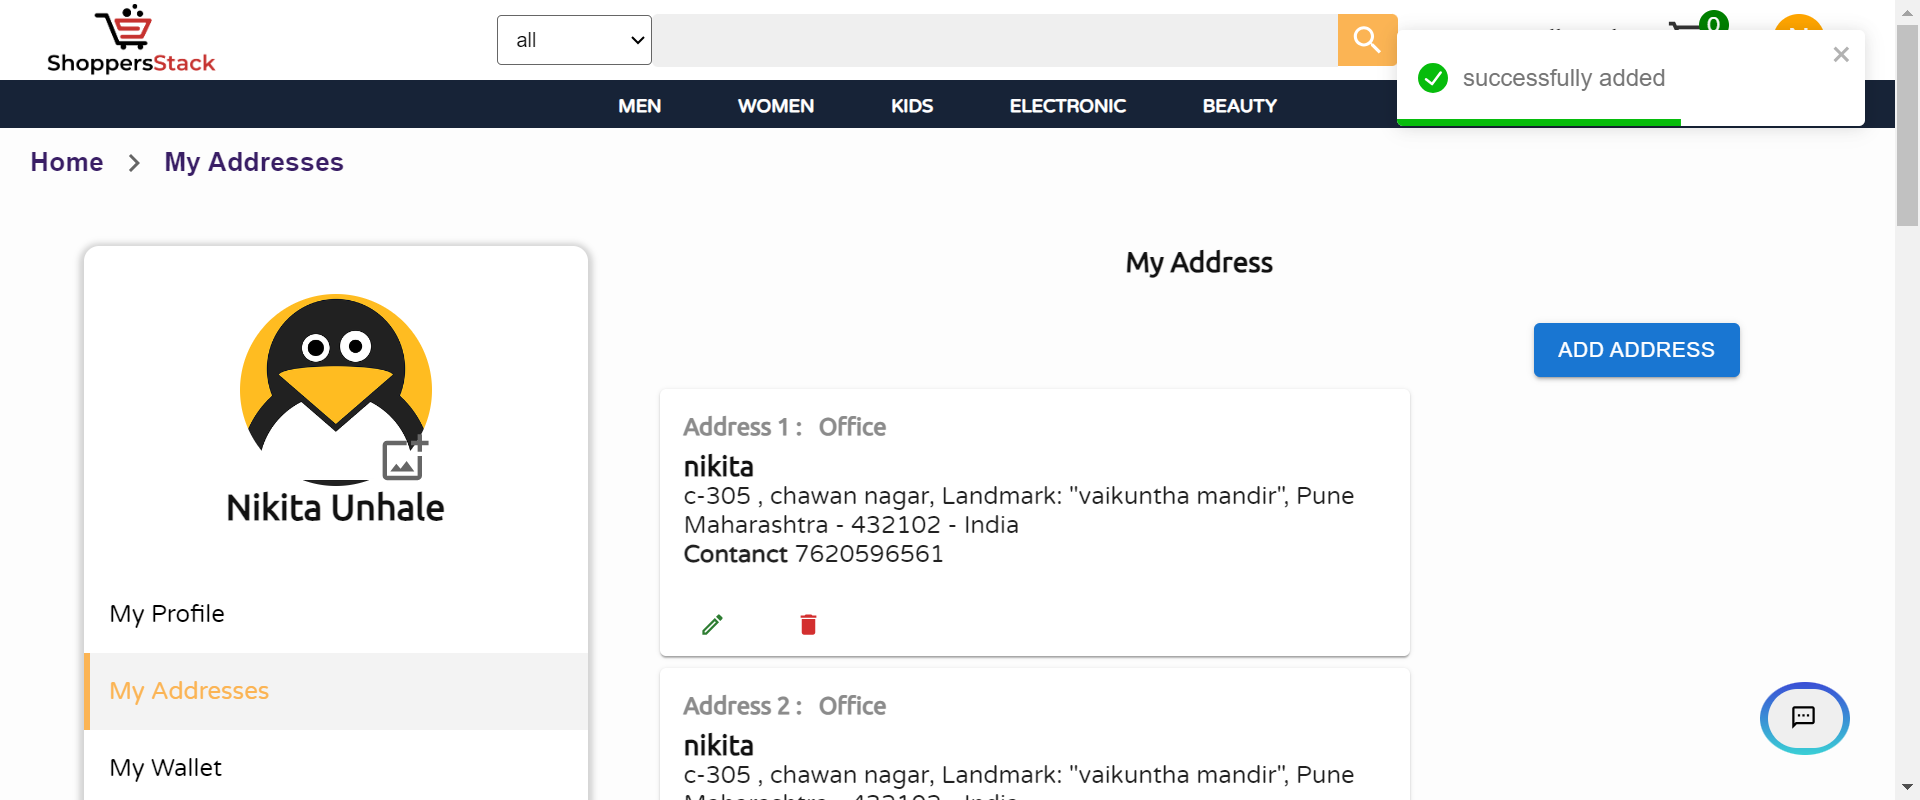 ShoppersStack
all
0
successfully added
MEN WOMEN KIDS ELECTRONIC BEAUTY
Home > My Addresses
My Address
ADD ADDRESS
Nikita Unhale
My Profile
My Addresses
My Wallet
Address 1 : Office
nikita
c-305 , chawan nagar, Landmark: "vaikuntha mandir", Pune
Maharashtra - 432102 - India
Contanct 7620596561
Address 2 : Office
nikita
c-305 , chawan nagar, Landmark: "vaikuntha mandir", Pune